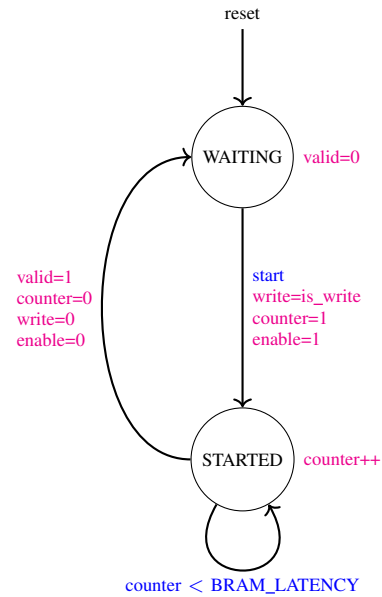 reset
WAITING
valid=0
start
write=is_write
counter=1
enable=1
valid=1
counter=0
write=0
enable=0
STARTED
counter++
counter < BRAM_LATENCY